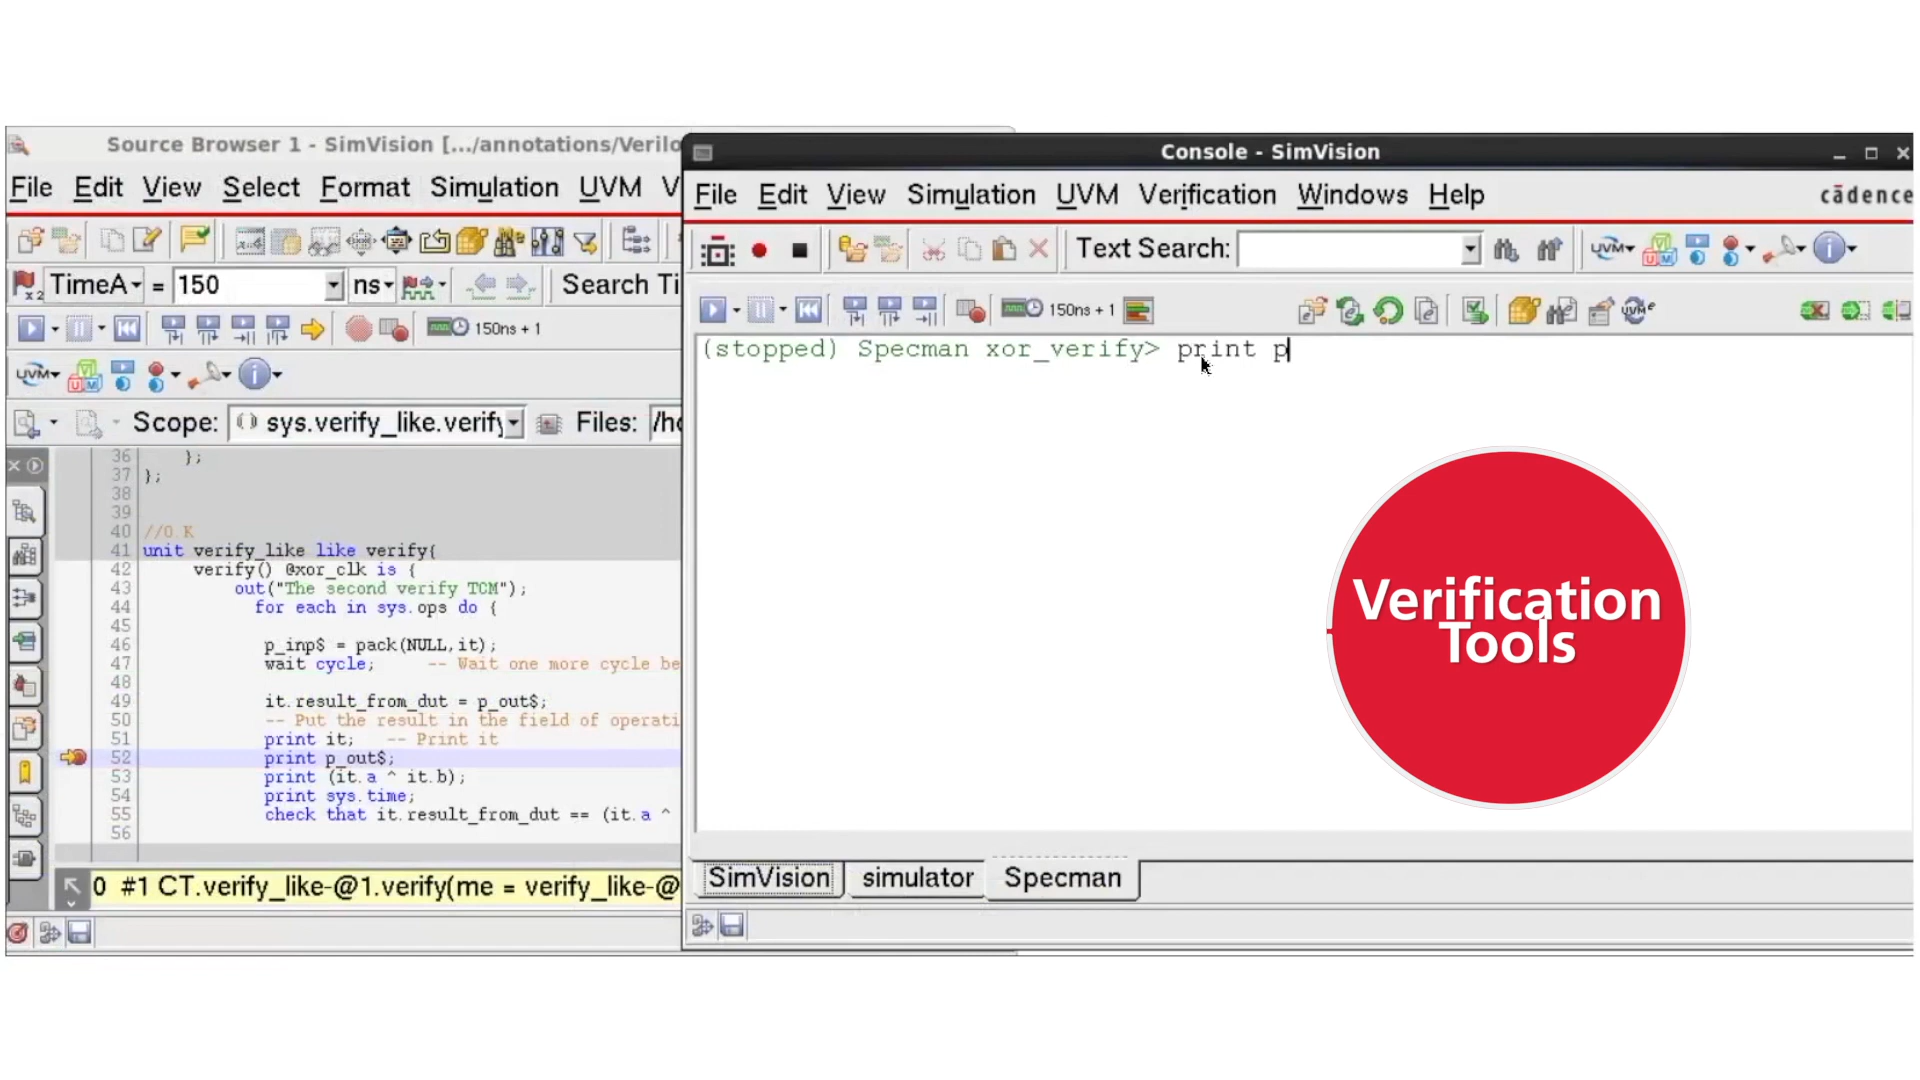 Source Browser 1 - SimVision [.../annotations/Verilo
File Edit View Select Format Simulation UVM V
TimeA = 150 ns Search Ti
150ns + 1
UVM
Scope: () sys.verify_like.verify Files: /ho
36 };
37 };
38
39
40 //O.K
41 unit verify_like like verify{
42 verify() @xor_clk is {
43 out("The second verify TCM");
44 for each in sys.ops do {
45
46 p_inp$ = pack(NULL,it);
47 wait cycle; -- Wait one more cycle be
48
49 it.result_from_dut = p_out$;
50 -- Put the result in the field of operati
51 print it; -- Print it
52 print p_out$;
53 print (it.a ^ it.b);
54 print sys.time;
55 check that it.result_from_dut == (it.a ^
56
0 #1 CT.verify_like-@1.verify(me = verify_like-@
Console - SimVision
File Edit View Simulation UVM Verification Windows Help
cādence
Text Search:
UVM
150ns + 1
(stopped) Specman xor_verify> print p
Verification
Tools
SimVision simulator Specman